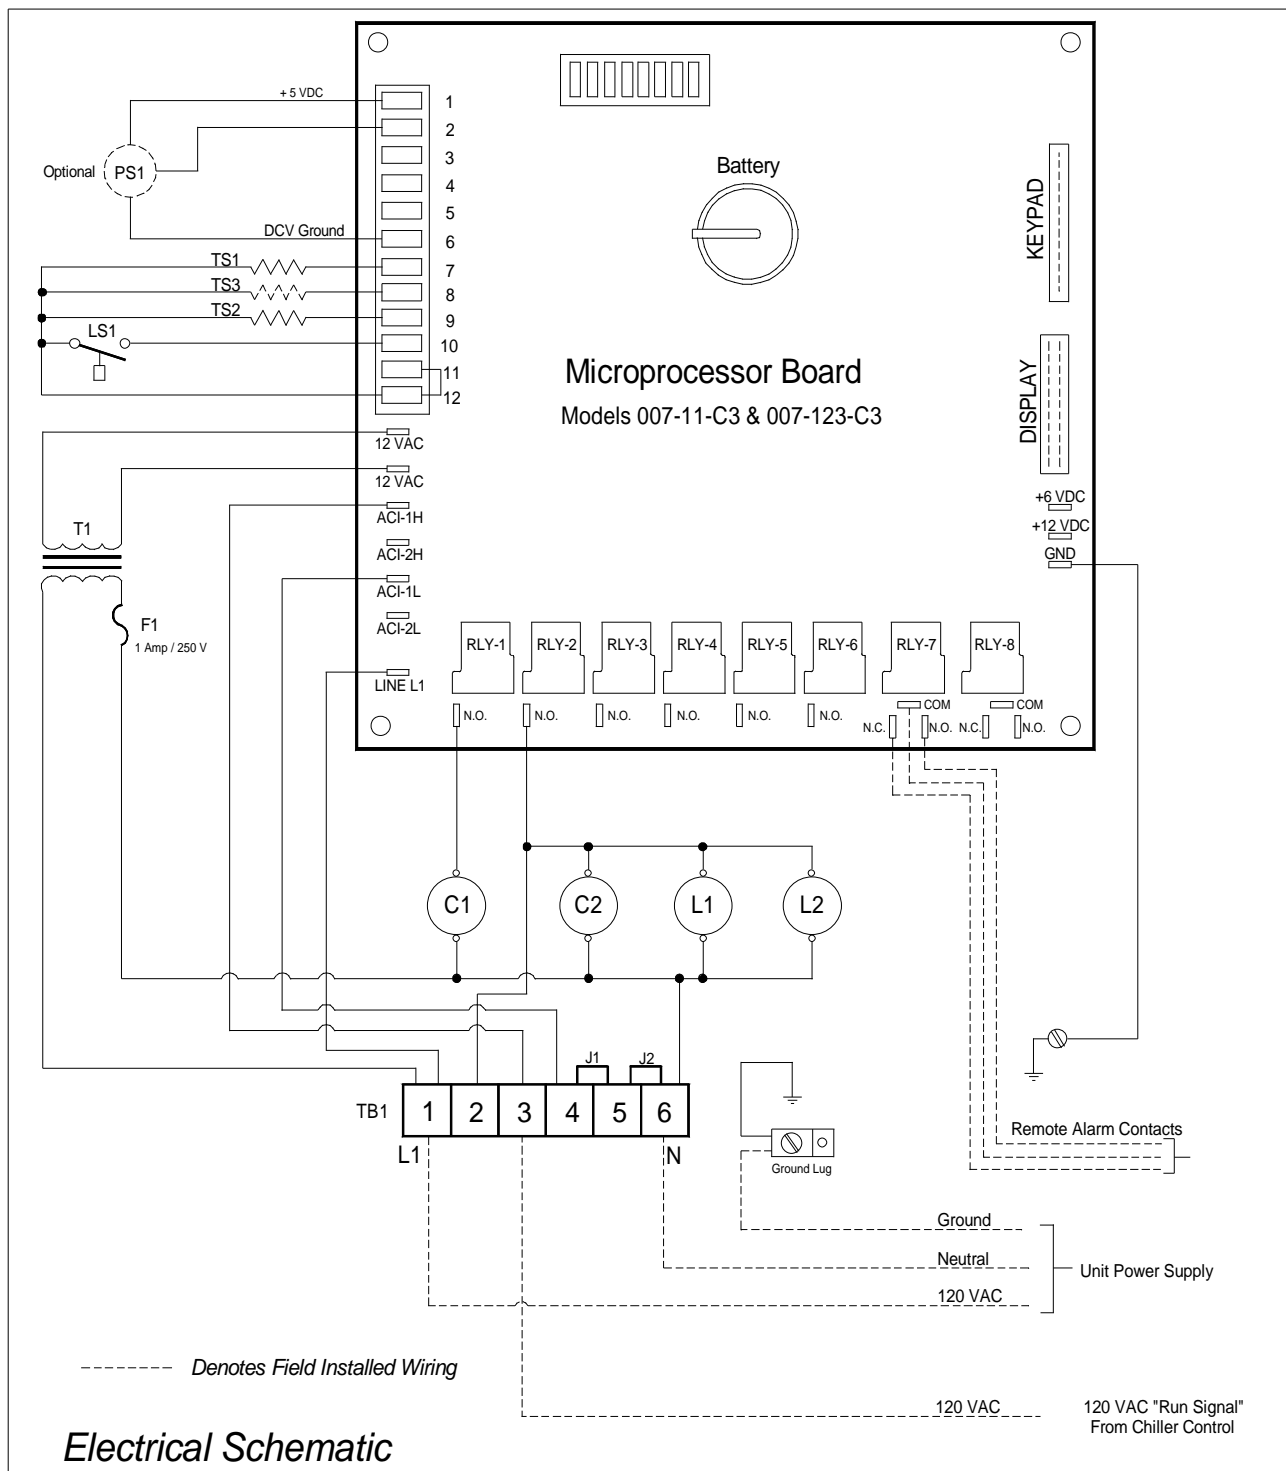 + 5 VDC
1
2
3
4
5
6
7
8
9
10
11
12
Optional
PS1
DCV Ground
TS1
TS3
TS2
LS1
Battery
KEYPAD
DISPLAY
Microprocessor Board
Models 007-11-C3 & 007-123-C3
12 VAC
12 VAC
ACI-1H
ACI-2H
ACI-1L
ACI-2L
LINE L1
+6 VDC
+12 VDC
GND
T1
F1
1 Amp / 250 V
RLY-1
RLY-2
RLY-3
RLY-4
RLY-5
RLY-6
RLY-7
RLY-8
N.O.
N.O.
N.O.
N.O.
N.O.
N.O.
COM
N.C.
N.O.
COM
N.C.
N.O.
C1
C2
L1
L2
J1
J2
TB1
1
2
3
4
5
6
L1
N
Ground Lug
Remote Alarm Contacts
Ground
Neutral
120 VAC
Unit Power Supply
Denotes Field Installed Wiring
120 VAC
120 VAC "Run Signal"
From Chiller Control
Electrical Schematic